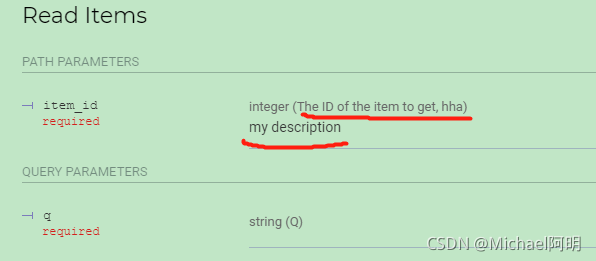 Read Items
PATH PARAMETERS
item_id integer (The ID of the item to get, hha)
required my description
QUERY PARAMETERS
q string (Q)
required
CSDN @Michael阿明